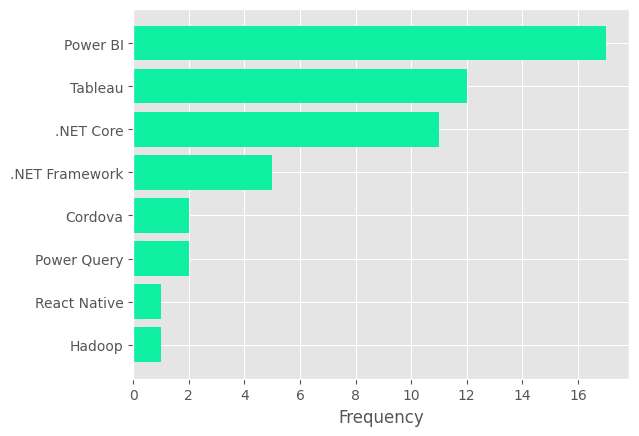 Power BI
Tableau
.NET Core
.NET Framework
Cordova
Power Query
React Native
Hadoop
0 2 4 6 8 10 12 14 16
Frequency